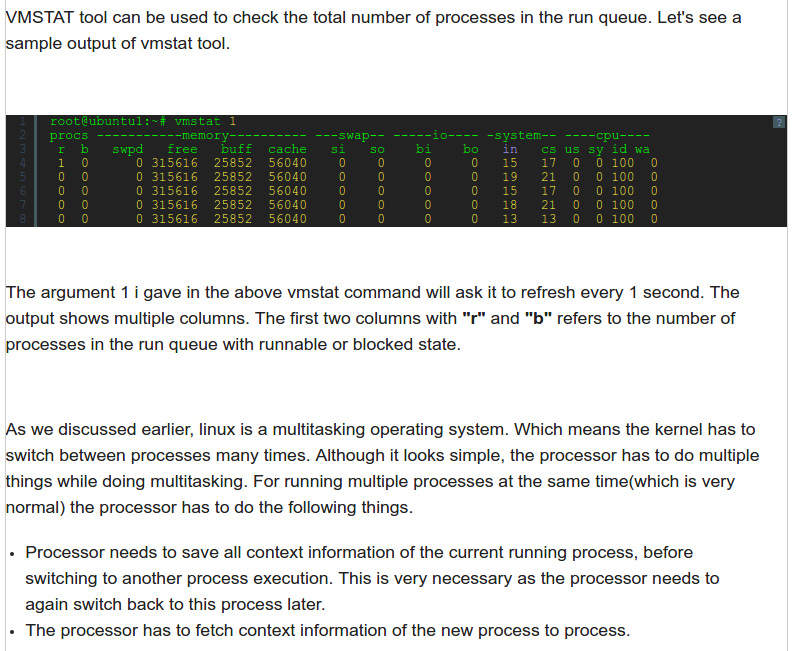 VMSTAT tool can be used to check the total number of processes in the run queue. Let's see a
sample output of vmstat tool.
1 root@ubuntu1:~# vmstat 1
2 procs -----------memory---------- ---swap-- -----io---- -system-- ----cpu----
3 r b swpd free buff cache si so bi bo in cs us sy id wa
4 1 0 0 315616 25852 56040 0 0 0 0 15 17 0 0 100 0
5 0 0 0 315616 25852 56040 0 0 0 0 19 21 0 0 100 0
6 0 0 0 315616 25852 56040 0 0 0 0 15 17 0 0 100 0
7 0 0 0 315616 25852 56040 0 0 0 0 18 21 0 0 100 0
8 0 0 0 315616 25852 56040 0 0 0 0 13 13 0 0 100 0
?
The argument 1 i gave in the above vmstat command will ask it to refresh every 1 second. The
output shows multiple columns. The first two columns with "r" and "b" refers to the number of
processes in the run queue with runnable or blocked state.
As we discussed earlier, linux is a multitasking operating system. Which means the kernel has to
switch between processes many times. Although it looks simple, the processor has to do multiple
things while doing multitasking. For running multiple processes at the same time(which is very
normal) the processor has to do the following things.
• Processor needs to save all context information of the current running process, before
switching to another process execution. This is very necessary as the processor needs to
again switch back to this process later.
• The processor has to fetch context information of the new process to process.